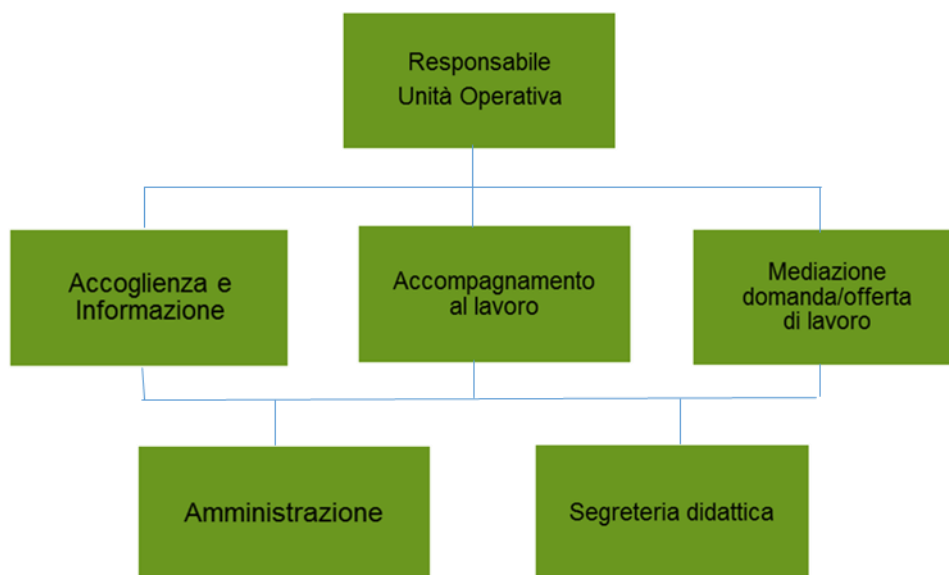 Responsabile
Unità Operativa
Accoglienza e
Informazione
Accompagnamento
al lavoro
Mediazione
domanda/offerta
di lavoro
Amministrazione
Segreteria didattica